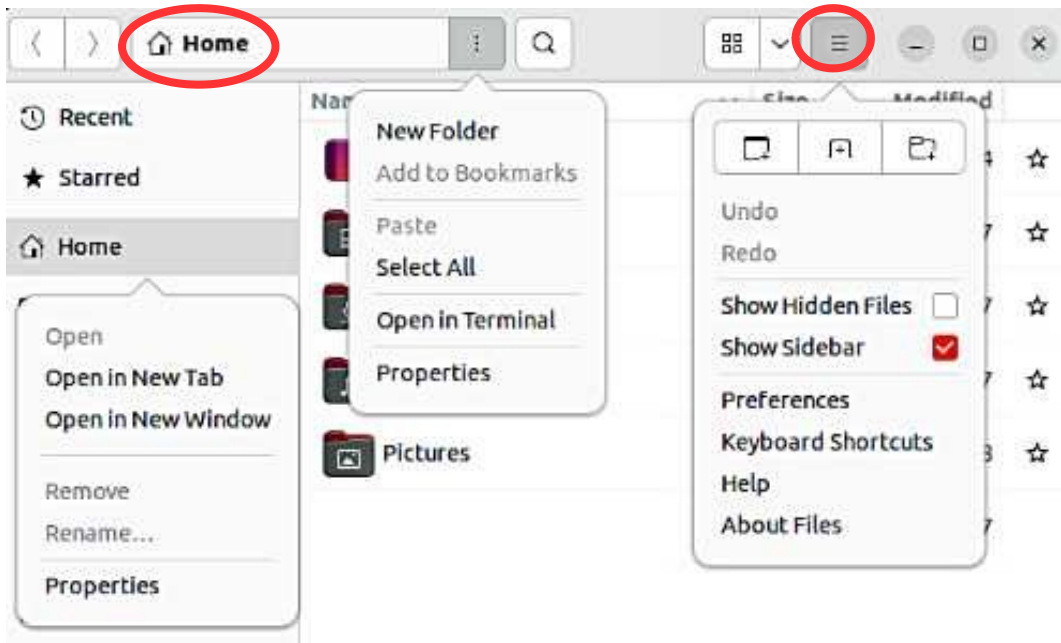 Home
Recent
Starred
Home
Open
Open in New Tab
Open in New Window
Remove
Rename...
Properties
New Folder
Add to Bookmarks
Paste
Select All
Open in Terminal
Properties
Pictures
Size
Modified
Undo
Redo
Show Hidden Files
Show Sidebar
Preferences
Keyboard Shortcuts
Help
About Files